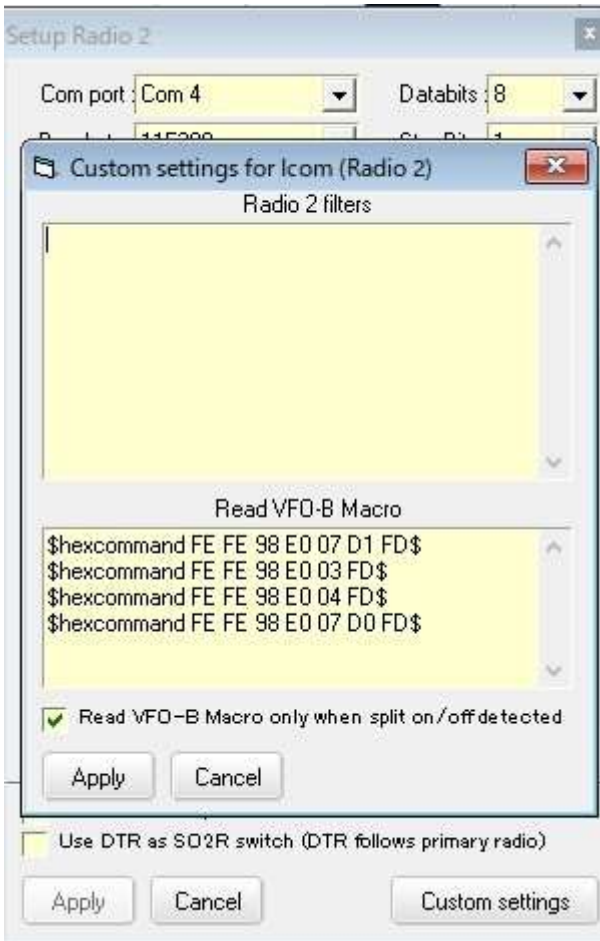 Setup Radio 2
Com port : Com 4 Databits : 8
Custom settings for Icom (Radio 2)
Radio 2 filters
Read VFO-B Macro
$hexcommand FE FE 98 E0 07 D1 FD$
$hexcommand FE FE 98 E0 03 FD$
$hexcommand FE FE 98 E0 04 FD$
$hexcommand FE FE 98 E0 07 D0 FD$
Read VFO-B Macro only when split on/off detected
Apply Cancel
Use DTR as SO2R switch (DTR follows primary radio)
Apply Cancel Custom settings